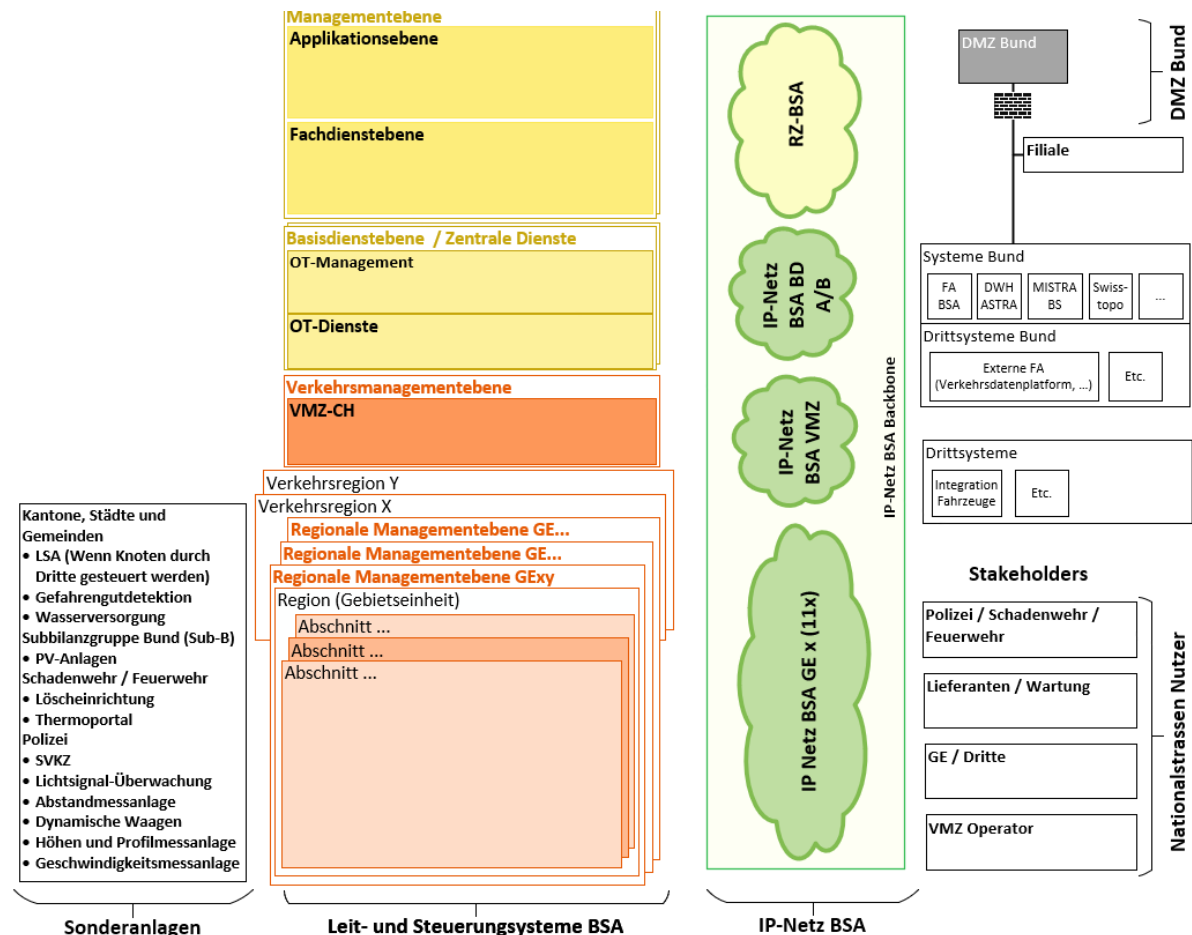 Managementebene
Applikationsebene
Fachdienstebene
Basisdienstebene / Zentrale Dienste
OT-Management
OT-Dienste
Verkehrsmanagementebene
VMZ-CH
Verkehrsregion Y
Verkehrsregion X
Regionale Managementebene GE...
Regionale Managementebene GE...
Regionale Managementebene GExy
Region (Gebietseinheit)
Abschnitt ...
Abschnitt ...
Abschnitt ...
Kantone, Städte und
Gemeinden
• LSA (Wenn Knoten durch
Dritte gesteuert werden)
• Gefahrengutdetektion
• Wasserversorgung
Subbilanzgruppe Bund (Sub-B)
• PV-Anlagen
Schadenwehr / Feuerwehr
• Löscheinrichtung
• Thermoportal
Polizei
• SVKZ
• Lichtsignal-Überwachung
• Abstandmessanlage
• Dynamische Waagen
• Höhen und Profilmessanlage
• Geschwindigkeitsmessanlage
RZ-BSA
IP-Netz
BSA BD
A/B
IP-Netz
BSA VMZ
IP Netz BSA GE x (11x)
IP-Netz BSA Backbone
DMZ Bund
DMZ Bund
Filiale
Systeme Bund
FA
BSA
DWH
ASTRA
MISTRA
BS
Swiss-
topo
...
Drittsysteme Bund
Externe FA
(Verkehrsdatenplatform, ...)
Etc.
Drittsysteme
Integration
Fahrzeuge
Etc.
Stakeholders
Polizei / Schadenwehr /
Feuerwehr
Lieferanten / Wartung
GE / Dritte
VMZ Operator
Nationalstrassen Nutzer
Sonderanlagen
Leit- und Steuerungsysteme BSA
IP-Netz BSA